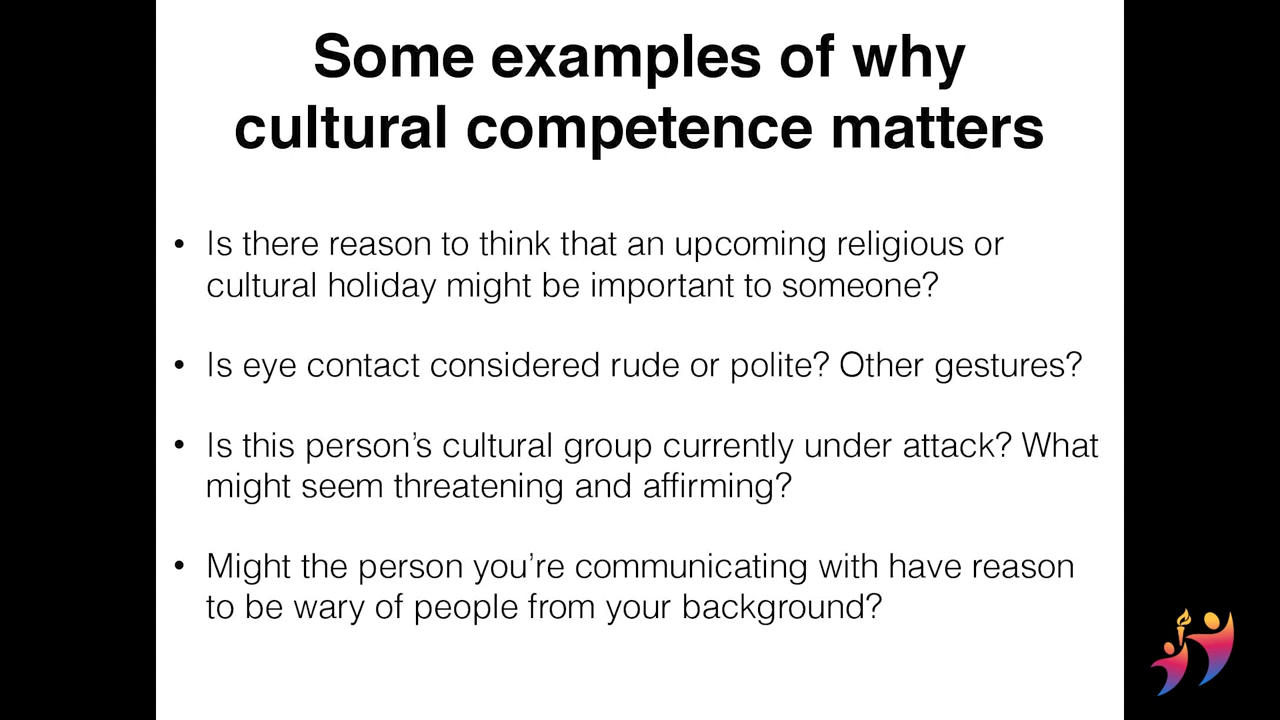 Some examples of why
cultural competence matters
• Is there reason to think that an upcoming religious or
cultural holiday might be important to someone?
• Is eye contact considered rude or polite? Other gestures?
• Is this person’s cultural group currently under attack? What
might seem threatening and affirming?
• Might the person you’re communicating with have reason
to be wary of people from your background?